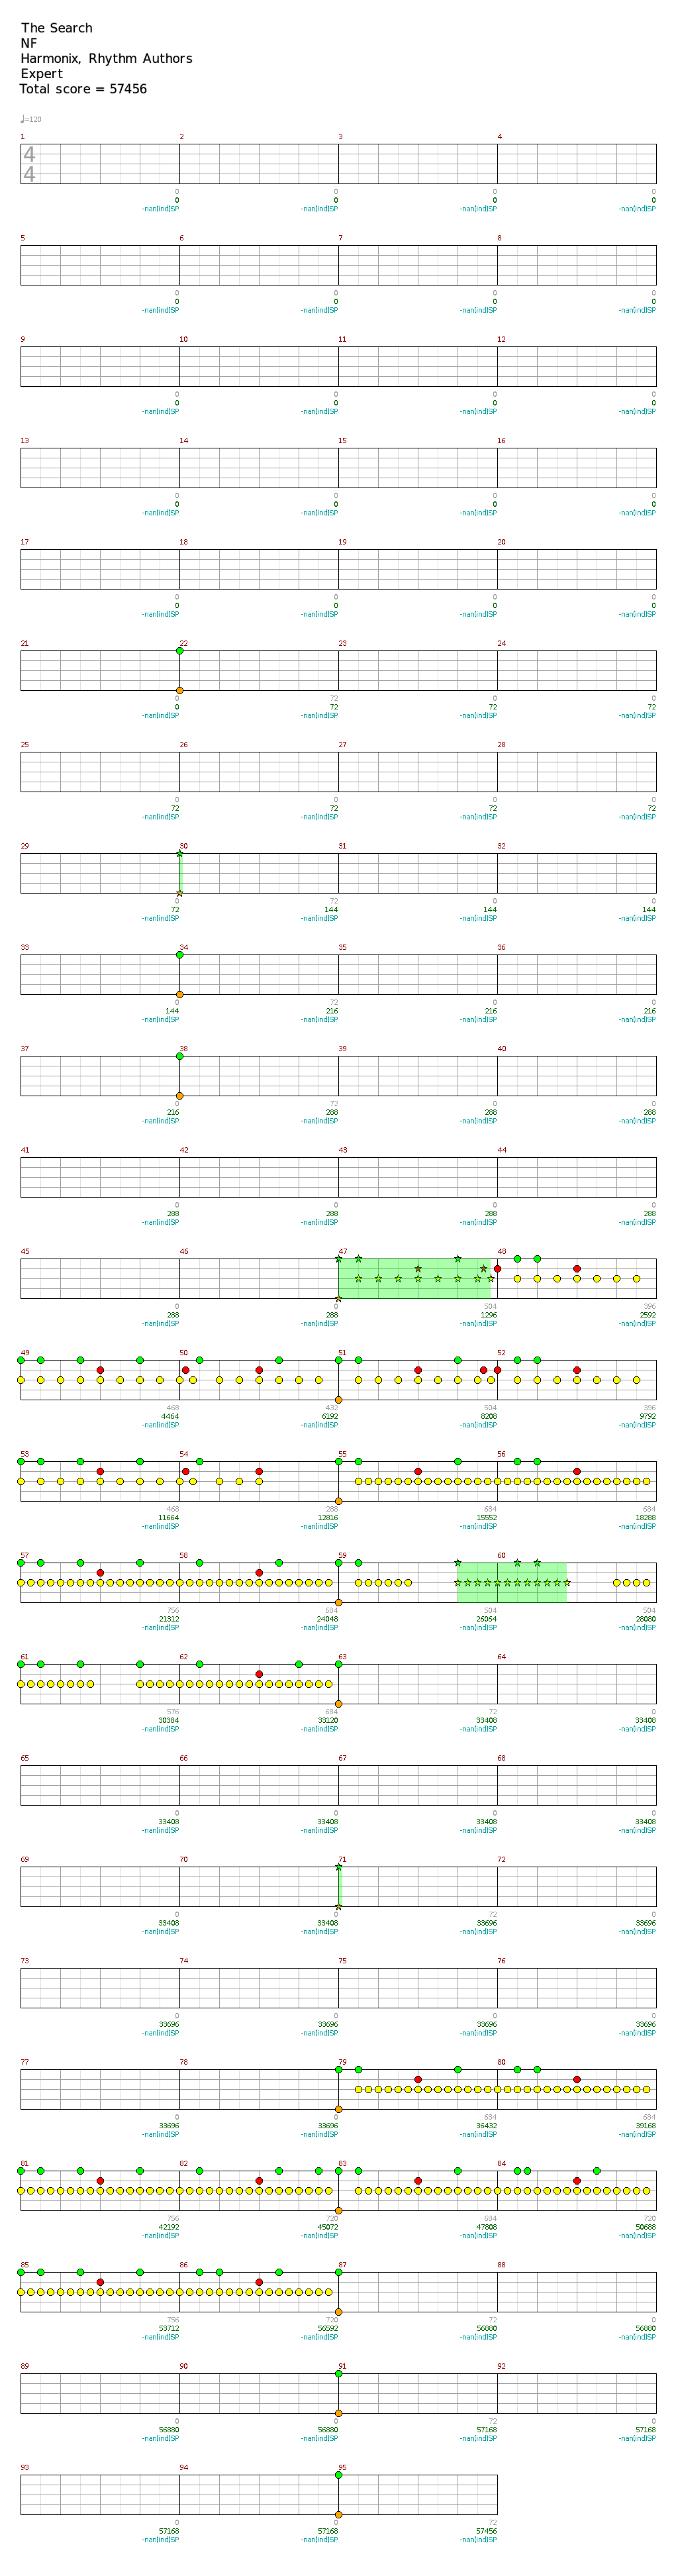 The Search
NF
Harmonix, Rhythm Authors
Expert
Total score = 57456
♩=120
1 2 3 4
4
4
0 0 0 0
0 0 0 0
-nan(ind)SP -nan(ind)SP -nan(ind)SP -nan(ind)SP
5 6 7 8
0 0 0 0
0 0 0 0
-nan(ind)SP -nan(ind)SP -nan(ind)SP -nan(ind)SP
9 10 11 12
0 0 0 0
0 0 0 0
-nan(ind)SP -nan(ind)SP -nan(ind)SP -nan(ind)SP
13 14 15 16
0 0 0 0
0 0 0 0
-nan(ind)SP -nan(ind)SP -nan(ind)SP -nan(ind)SP
17 18 19 20
0 0 0 0
0 0 0 0
-nan(ind)SP -nan(ind)SP -nan(ind)SP -nan(ind)SP
21 22 23 24
0 72 0 0
0 72 72 72
-nan(ind)SP -nan(ind)SP -nan(ind)SP -nan(ind)SP
25 26 27 28
0 0 0 0
72 72 72 72
-nan(ind)SP -nan(ind)SP -nan(ind)SP -nan(ind)SP
29 30 31 32
0 72 0 0
72 144 144 144
-nan(ind)SP -nan(ind)SP -nan(ind)SP -nan(ind)SP
33 34 35 36
0 72 0 0
144 216 216 216
-nan(ind)SP -nan(ind)SP -nan(ind)SP -nan(ind)SP
37 38 39 40
0 72 0 0
216 288 288 288
-nan(ind)SP -nan(ind)SP -nan(ind)SP -nan(ind)SP
41 42 43 44
0 0 0 0
288 288 288 288
-nan(ind)SP -nan(ind)SP -nan(ind)SP -nan(ind)SP
45 46 47 48
0 0 504 396
288 288 1296 2592
-nan(ind)SP -nan(ind)SP -nan(ind)SP -nan(ind)SP
49 50 51 52
468 432 504 396
4464 6192 8208 9792
-nan(ind)SP -nan(ind)SP -nan(ind)SP -nan(ind)SP
53 54 55 56
468 288 684 684
11664 12816 15552 18288
-nan(ind)SP -nan(ind)SP -nan(ind)SP -nan(ind)SP
57 58 59 60
756 684 504 504
21312 24048 26064 28080
-nan(ind)SP -nan(ind)SP -nan(ind)SP -nan(ind)SP
61 62 63 64
576 684 72 0
30384 33120 33408 33408
-nan(ind)SP -nan(ind)SP -nan(ind)SP -nan(ind)SP
65 66 67 68
0 0 0 0
33408 33408 33408 33408
-nan(ind)SP -nan(ind)SP -nan(ind)SP -nan(ind)SP
69 70 71 72
0 0 72 0
33408 33408 33696 33696
-nan(ind)SP -nan(ind)SP -nan(ind)SP -nan(ind)SP
73 74 75 76
0 0 0 0
33696 33696 33696 33696
-nan(ind)SP -nan(ind)SP -nan(ind)SP -nan(ind)SP
77 78 79 80
0 0 684 684
33696 33696 36432 39168
-nan(ind)SP -nan(ind)SP -nan(ind)SP -nan(ind)SP
81 82 83 84
756 720 684 720
42192 45072 47808 50688
-nan(ind)SP -nan(ind)SP -nan(ind)SP -nan(ind)SP
85 86 87 88
756 720 72 0
53712 56592 56880 56880
-nan(ind)SP -nan(ind)SP -nan(ind)SP -nan(ind)SP
89 90 91 92
0 0 72 0
56880 56880 57168 57168
-nan(ind)SP -nan(ind)SP -nan(ind)SP -nan(ind)SP
93 94 95
0 0 72
57168 57168 57456
-nan(ind)SP -nan(ind)SP -nan(ind)SP